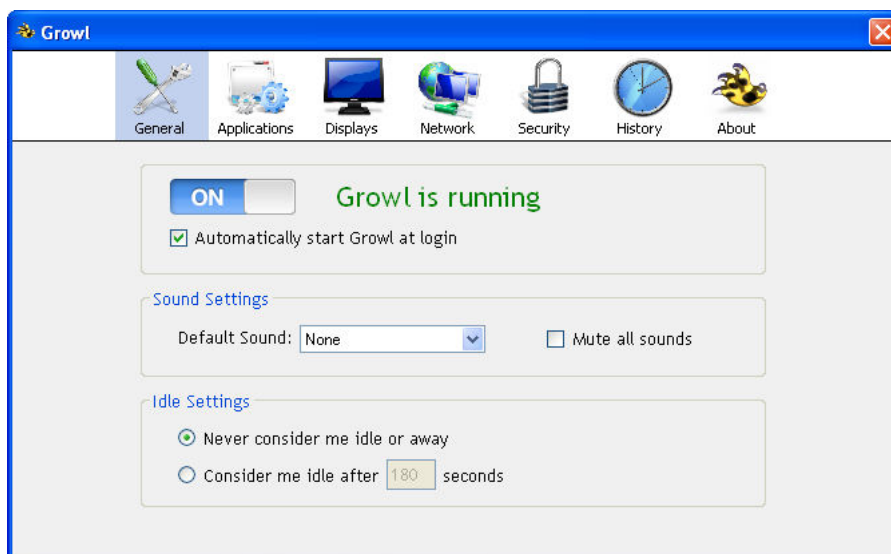 Growl
General Applications Displays Network Security History About
ON Growl is running
Automatically start Growl at login
Sound Settings
Default Sound: None Mute all sounds
Idle Settings
Never consider me idle or away
Consider me idle after 180 seconds